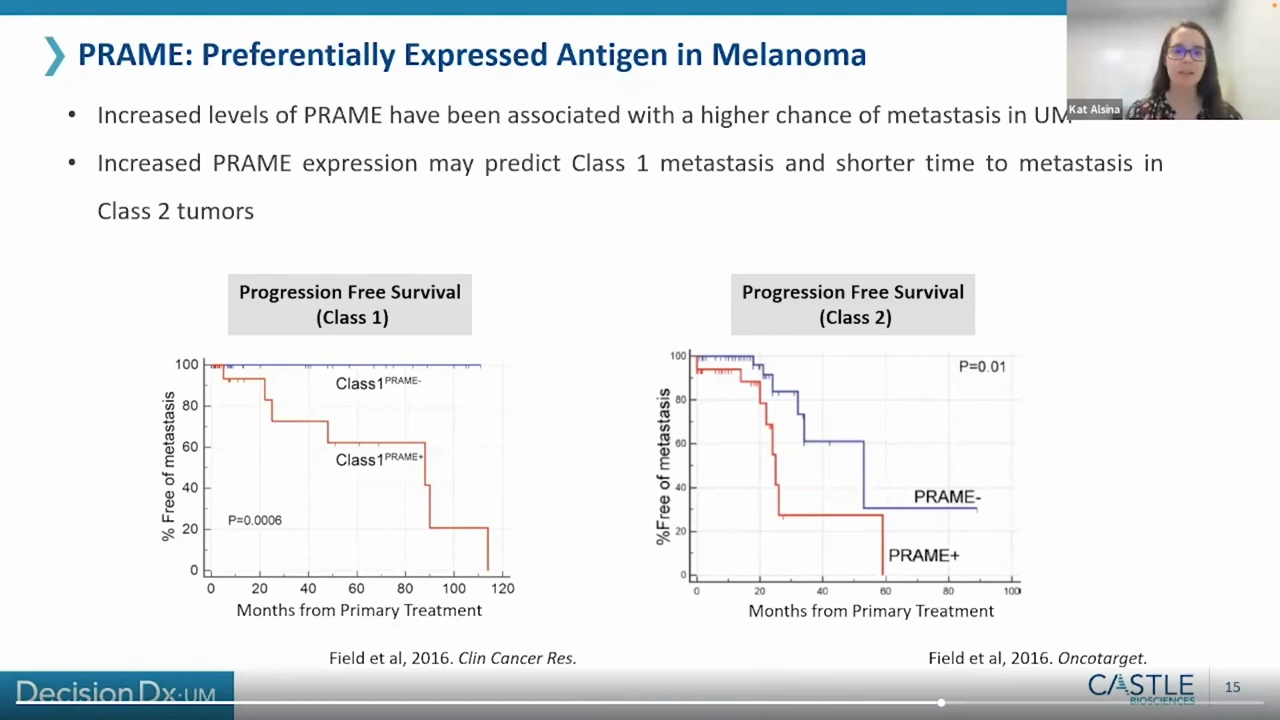 PRAME: Preferentially Expressed Antigen in Melanoma
Kat Alsina
• Increased levels of PRAME have been associated with a higher chance of metastasis in UM
• Increased PRAME expression may predict Class 1 metastasis and shorter time to metastasis in
Class 2 tumors
Progression Free Survival
(Class 1)
% Free of metastasis
100
80
60
40
20
0
Class1PRAME-
Class1PRAME+
P=0.0006
0 20 40 60 80 100 120
Months from Primary Treatment
Field et al, 2016. Clin Cancer Res.
Progression Free Survival
(Class 2)
%Free of metastasis
100
80
60
40
20
0
P=0.01
PRAME-
PRAME+
0 20 40 60 80 100
Months from Primary Treatment
Field et al, 2016. Oncotarget.
DecisionDx·UM
CASTLE
BIOSCIENCES
15